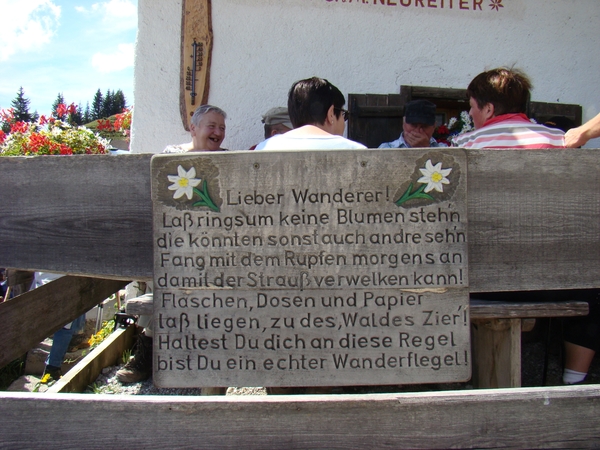 NEUREITER
Lieber Wanderer!
Laß ringsum keine Blumen steh'n,
die könnten sonst auch andre seh'n
Fang mit dem Rupfen morgens an
damit der Strauß verwelken kann!
Flaschen, Dosen und Papier
laß liegen, zu des ‚Waldes Zier'!
Haltest Du dich an diese Regel
bist Du ein echter Wanderflegel!